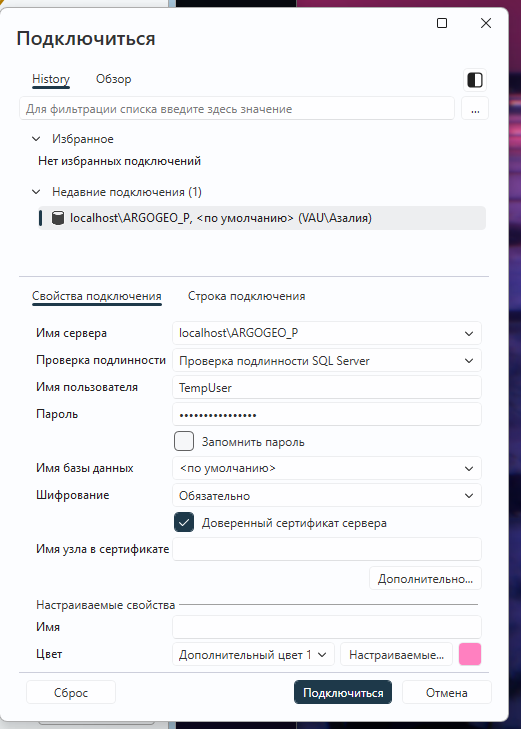 Подключиться
History Обзор
Для фильтрации списка введите здесь значение ...
Избранное
Нет избранных подключений
Недавние подключения (1)
localhost\ARGOGEO_P, <по умолчанию> (VAU\Азалия)
Свойства подключения Строка подключения
Имя сервера localhost\ARGOGEO_P
Проверка подлинности Проверка подлинности SQL Server
Имя пользователя TempUser
Пароль ••••••••••••••••
Запомнить пароль
Имя базы данных <по умолчанию>
Шифрование Обязательно
Доверенный сертификат сервера
Имя узла в сертификате
Дополнительно...
Настраиваемые свойства
Имя
Цвет Дополнительный цвет 1 Настраиваемые...
Сброс Подключиться Отмена